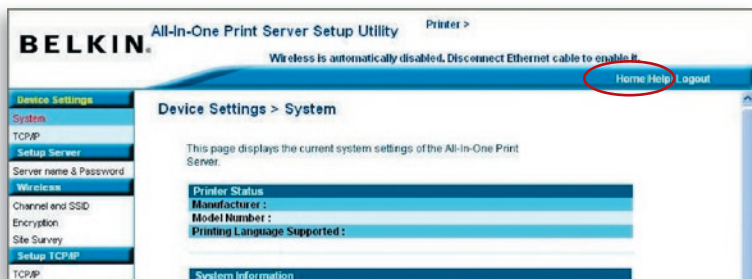 BELKIN.
All-In-One Print Server Setup Utility
Printer >
Wireless is automatically disabled. Disconnect Ethernet cable to enable it.
Home|Help|Logout
Device Settings
System
TCP/IP
Setup Server
Server name & Password
Wireless
Channel and SSID
Encryption
Site Survey
Setup TCP/IP
TCP/IP
Device Settings > System
This page displays the current system settings of the All-In-One Print
Server.
Printer Status
Manufacturer :
Model Number :
Printing Language Supported :
System Information